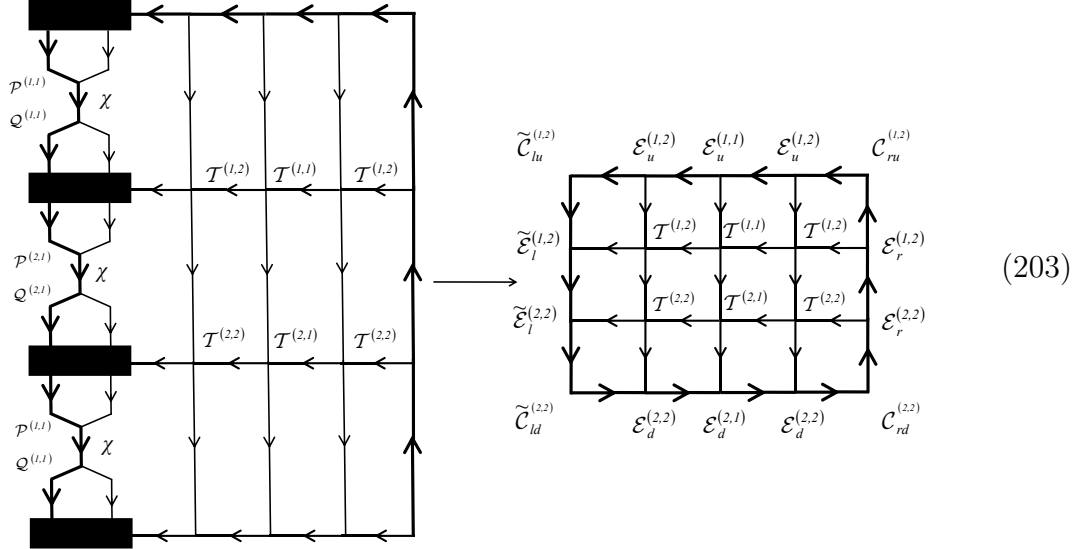 𝒫^(1,1)
χ
𝒬^(1,1)
𝒯^(1,2) 𝒯^(1,1) 𝒯^(1,2)
𝒫^(2,1)
χ
𝒬^(2,1)
𝒯^(2,2) 𝒯^(2,1) 𝒯^(2,2)
𝒫^(1,1)
χ
𝒬^(1,1)
C̃_lu^(1,2) ℰ_u^(1,2) ℰ_u^(1,1) ℰ_u^(1,2) C_ru^(1,2)
ℰ̃_l^(1,2) 𝒯^(1,2) 𝒯^(1,1) 𝒯^(1,2) ℰ_r^(1,2)
ℰ̃_l^(2,2) 𝒯^(2,2) 𝒯^(2,1) 𝒯^(2,2) ℰ_r^(2,2)
C̃_ld^(2,2) ℰ_d^(2,2) ℰ_d^(2,1) ℰ_d^(2,2) C_rd^(2,2)
(203)